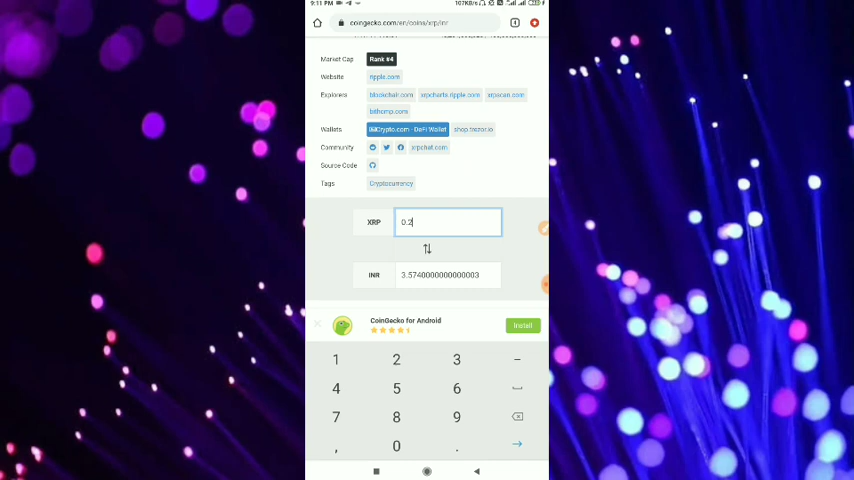 9:11 PM
coingecko.com/en/coins/xrp/inr
Market Cap Rank #4
Website ripple.com
Explorers blockchair.com xrpcharts.ripple.com xrpscan.com
bithomp.com
Wallets Crypto.com - DeFi Wallet shop.trezor.io
Community xrpchat.com
Source Code
Tags Cryptocurrency
XRP 0.2
INR 3.5740000000000003
CoinGecko for Android
Install
1 2 3 –
4 5 6
7 8 9
, 0 .